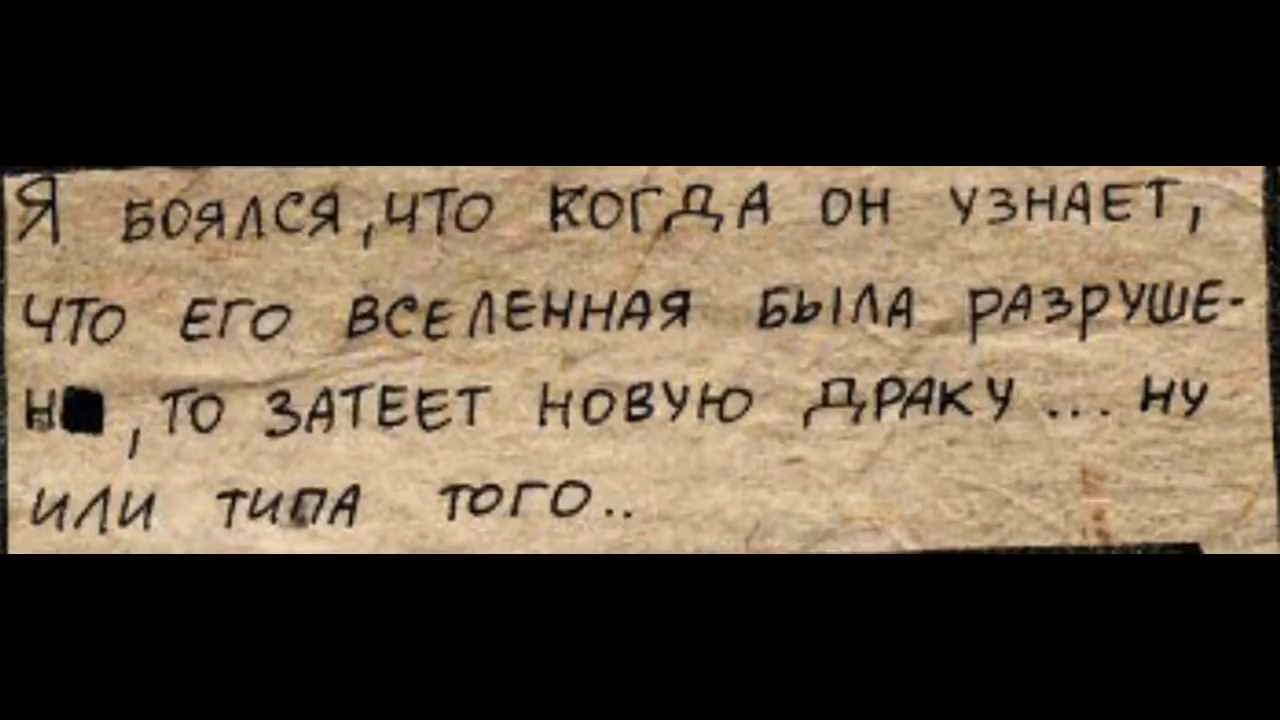 Я БОЯЛСЯ, ЧТО КОГДА ОН УЗНАЕТ,
ЧТО ЕГО ВСЕЛЕННАЯ БЫЛА РАЗРУШЕ-
Н , ТО ЗАТЕЕТ НОВУЮ ДРАКУ... НУ
ИЛИ ТИПА ТОГО..